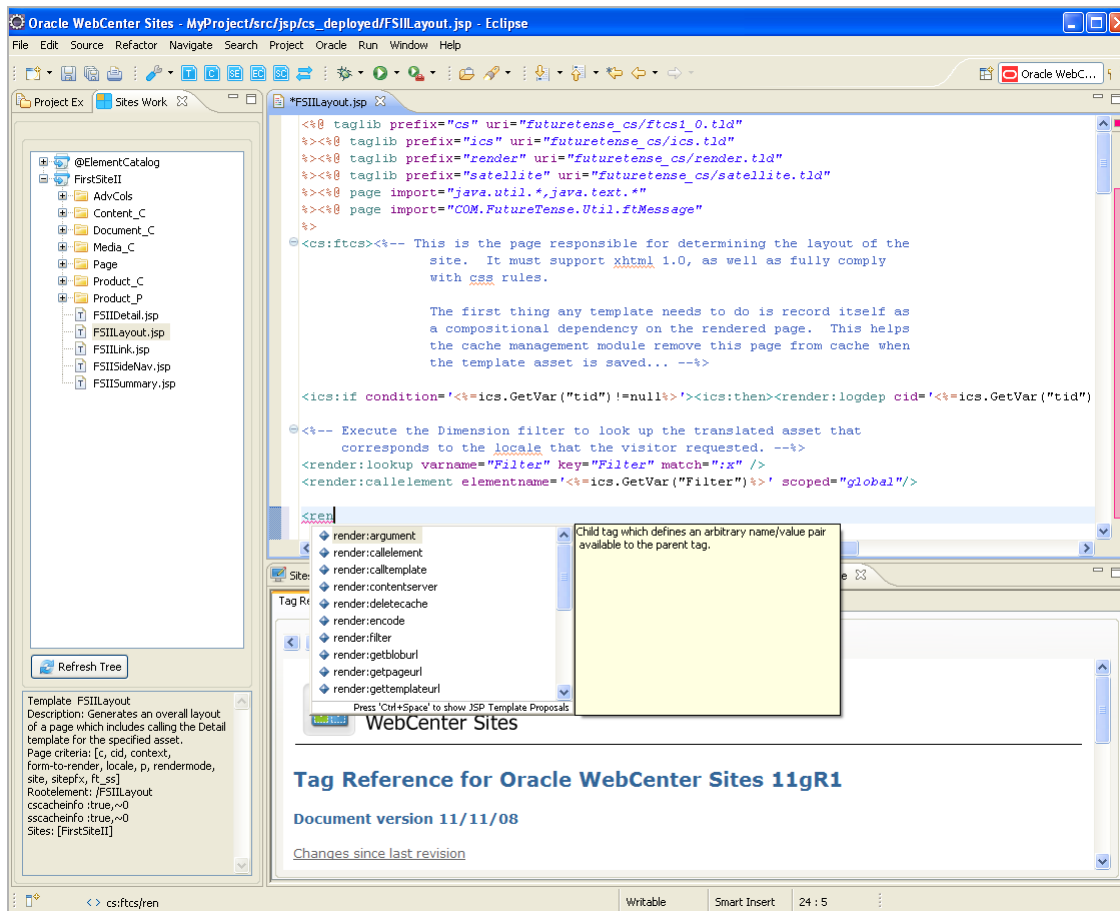 Oracle WebCenter Sites - MyProject/src/jsp/cs_deployed/FSIILayout.jsp - Eclipse
File Edit Source Refactor Navigate Search Project Oracle Run Window Help
T C SE EC SC
Oracle WebC...
Project Ex
Sites Work
*FSIILayout.jsp
@ElementCatalog
FirstSiteII
AdvCols
Content_C
Document_C
Media_C
Page
Product_C
Product_P
FSIIDetail.jsp
FSIILayout.jsp
FSIILink.jsp
FSIISideNav.jsp
FSIISummary.jsp
Refresh Tree
Template FSIILayout
Description: Generates an overall layout
of a page which includes calling the Detail
template for the specified asset.
Page criteria: [c, cid, context,
form-to-render, locale, p, rendermode,
site, sitepfx, ft_ss]
Rootelement: /FSIILayout
cscacheinfo :true,~0
sscacheinfo :true,~0
Sites: [FirstSiteII]
<%@ taglib prefix="cs" uri="futuretense_cs/ftcs1_0.tld"
%><%@ taglib prefix="ics" uri="futuretense_cs/ics.tld"
%><%@ taglib prefix="render" uri="futuretense_cs/render.tld"
%><%@ taglib prefix="satellite" uri="futuretense_cs/satellite.tld"
%><%@ page import="java.util.*,java.text.*"
%><%@ page import="COM.FutureTense.Util.ftMessage"
%>
<cs:ftcs><%-- This is the page responsible for determining the layout of the
site. It must support xhtml 1.0, as well as fully comply
with css rules.
The first thing any template needs to do is record itself as
a compositional dependency on the rendered page. This helps
the cache management module remove this page from cache when
the template asset is saved... --%>
<ics:if condition='<%=ics.GetVar("tid")!=null%>'><ics:then><render:logdep cid='<%=ics.GetVar("tid")
<%-- Execute the Dimension filter to look up the translated asset that
corresponds to the locale that the visitor requested. --%>
<render:lookup varname="Filter" key="Filter" match=":x" />
<render:callelement elementname='<%=ics.GetVar("Filter")%>' scoped="global"/>
<ren
render:argument
render:callelement
render:calltemplate
render:contentserver
render:deletecache
render:encode
render:filter
render:getbloburl
render:getpageurl
render:gettemplateurl
Press 'Ctrl+Space' to show JSP Template Proposals
Child tag which defines an arbitrary name/value pair
available to the parent tag.
Site
e
Tag Re
WebCenter Sites
Tag Reference for Oracle WebCenter Sites 11gR1
Document version 11/11/08
Changes since last revision
cs:ftcs/ren
Writable
Smart Insert
24 : 5